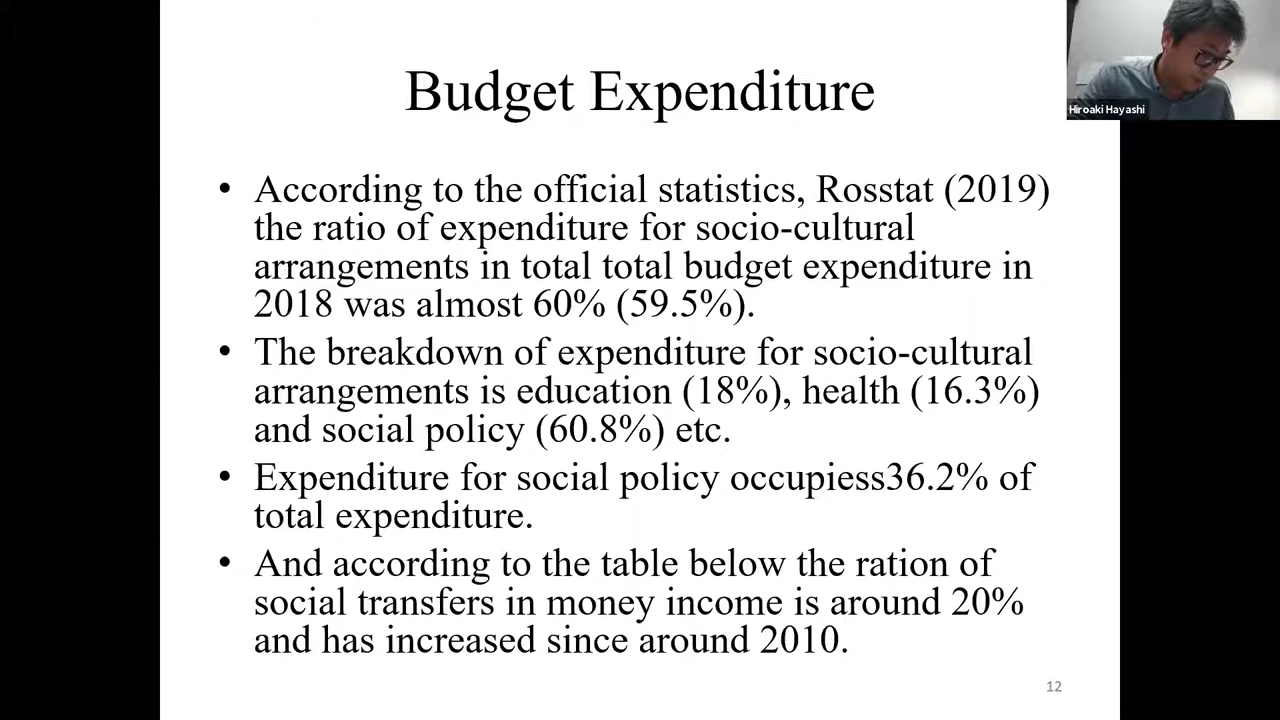 Budget Expenditure
Hiroaki Hayashi
• According to the official statistics, Rosstat (2019)
the ratio of expenditure for socio-cultural
arrangements in total total budget expenditure in
2018 was almost 60% (59.5%).
• The breakdown of expenditure for socio-cultural
arrangements is education (18%), health (16.3%)
and social policy (60.8%) etc.
• Expenditure for social policy occupiess36.2% of
total expenditure.
• And according to the table below the ration of
social transfers in money income is around 20%
and has increased since around 2010.
12